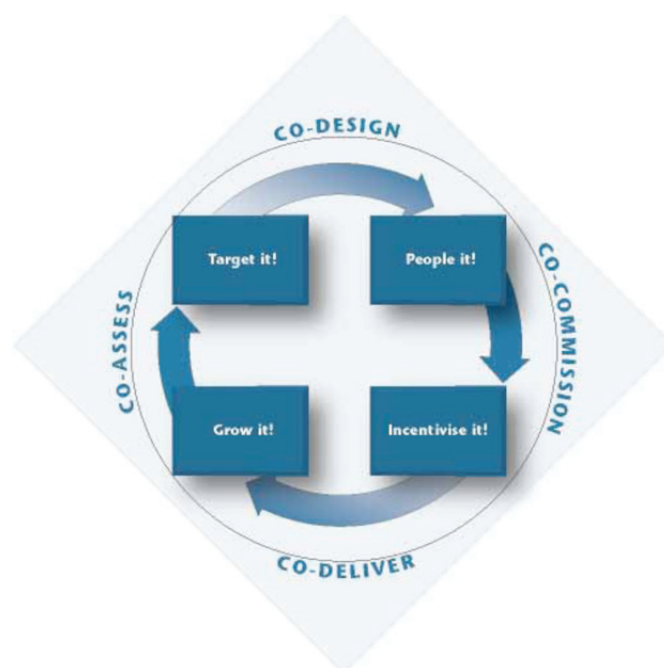 CO-DESIGN
Target it!
People it!
CO-ASSESS
CO-COMMISSION
Grow it!
Incentivise it!
CO-DELIVER